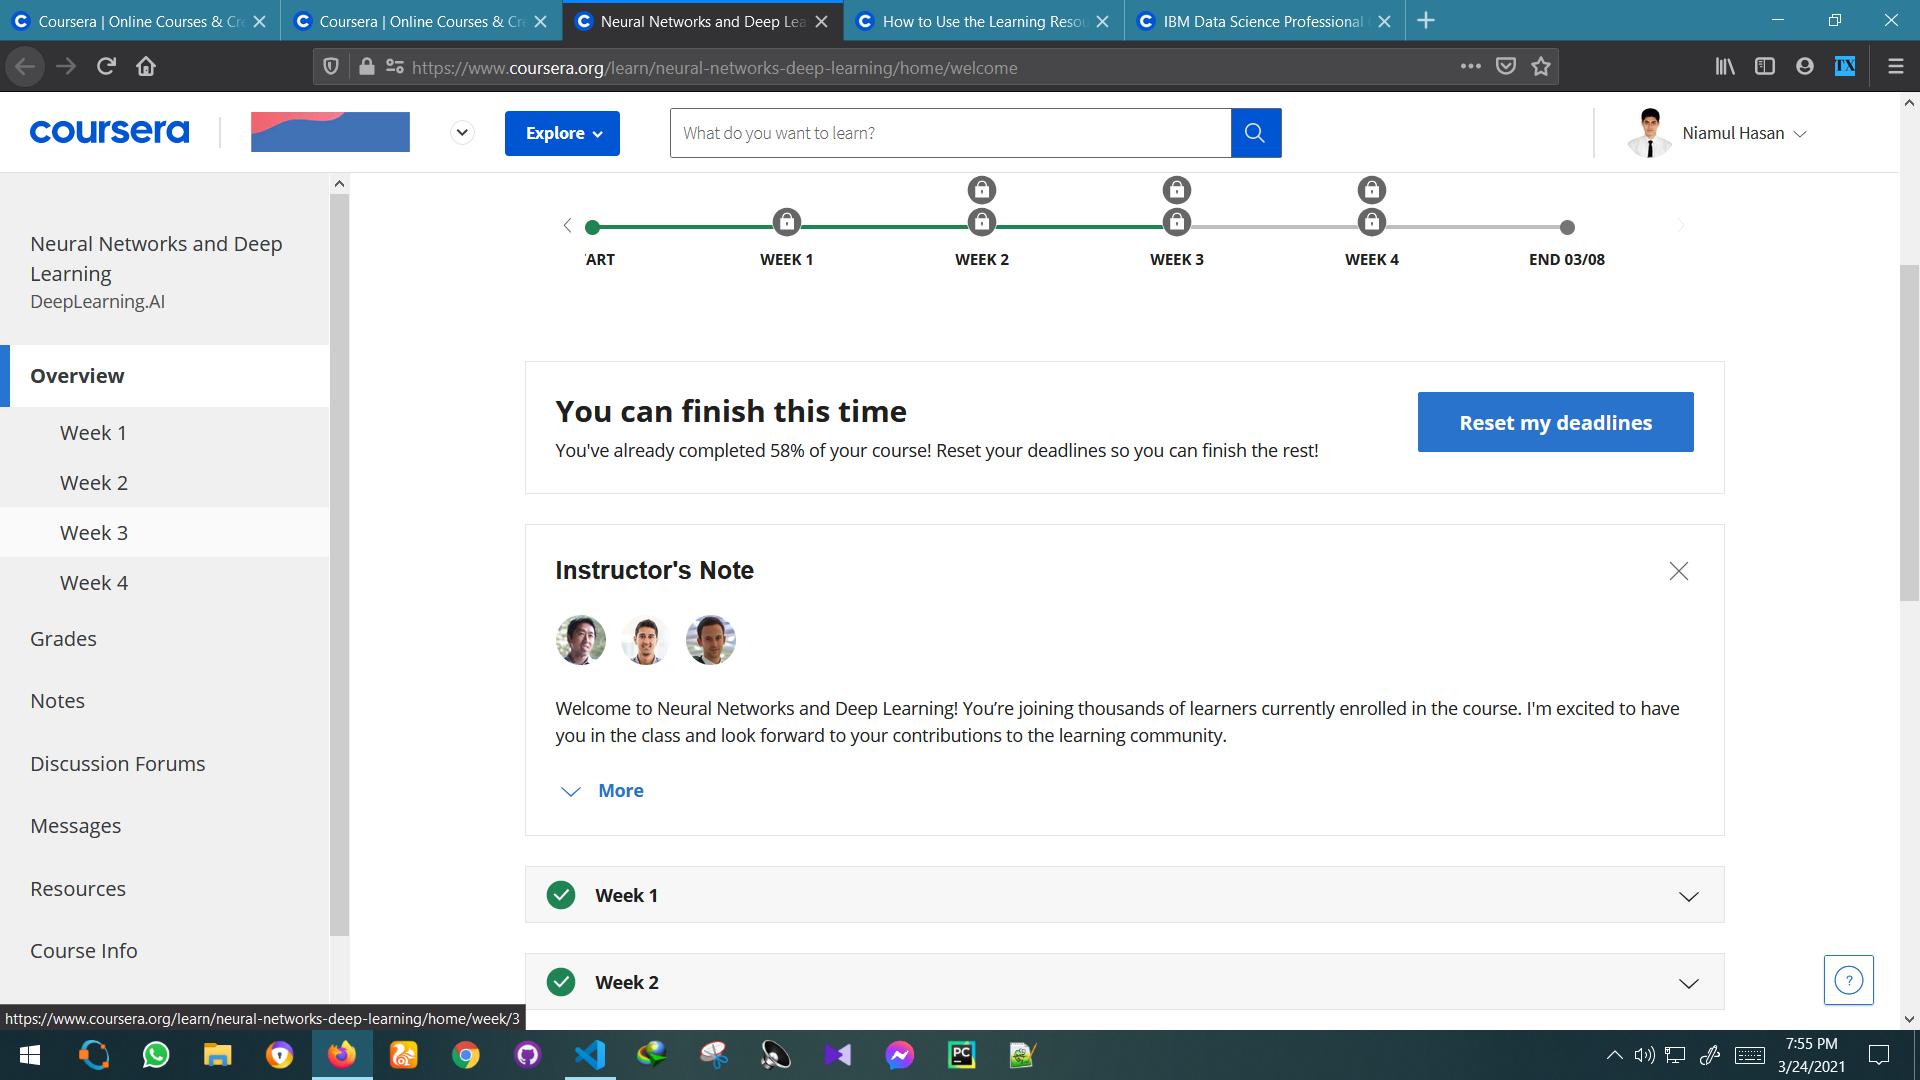 Coursera | Online Courses & Cre
Coursera | Online Courses & Cre
Neural Networks and Deep Lea
How to Use the Learning Resou
IBM Data Science Professional
https://www.coursera.org/learn/neural-networks-deep-learning/home/welcome
TX
coursera
Explore
What do you want to learn?
Niamul Hasan
'ART
WEEK 1
WEEK 2
WEEK 3
WEEK 4
END 03/08
Neural Networks and Deep
Learning
DeepLearning.AI
Overview
Week 1
Week 2
Week 3
Week 4
Grades
Notes
Discussion Forums
Messages
Resources
Course Info
You can finish this time
You've already completed 58% of your course! Reset your deadlines so you can finish the rest!
Reset my deadlines
Instructor's Note
Welcome to Neural Networks and Deep Learning! You’re joining thousands of learners currently enrolled in the course. I'm excited to have
you in the class and look forward to your contributions to the learning community.
More
Week 1
Week 2
https://www.coursera.org/learn/neural-networks-deep-learning/home/week/3
PC
7:55 PM
3/24/2021